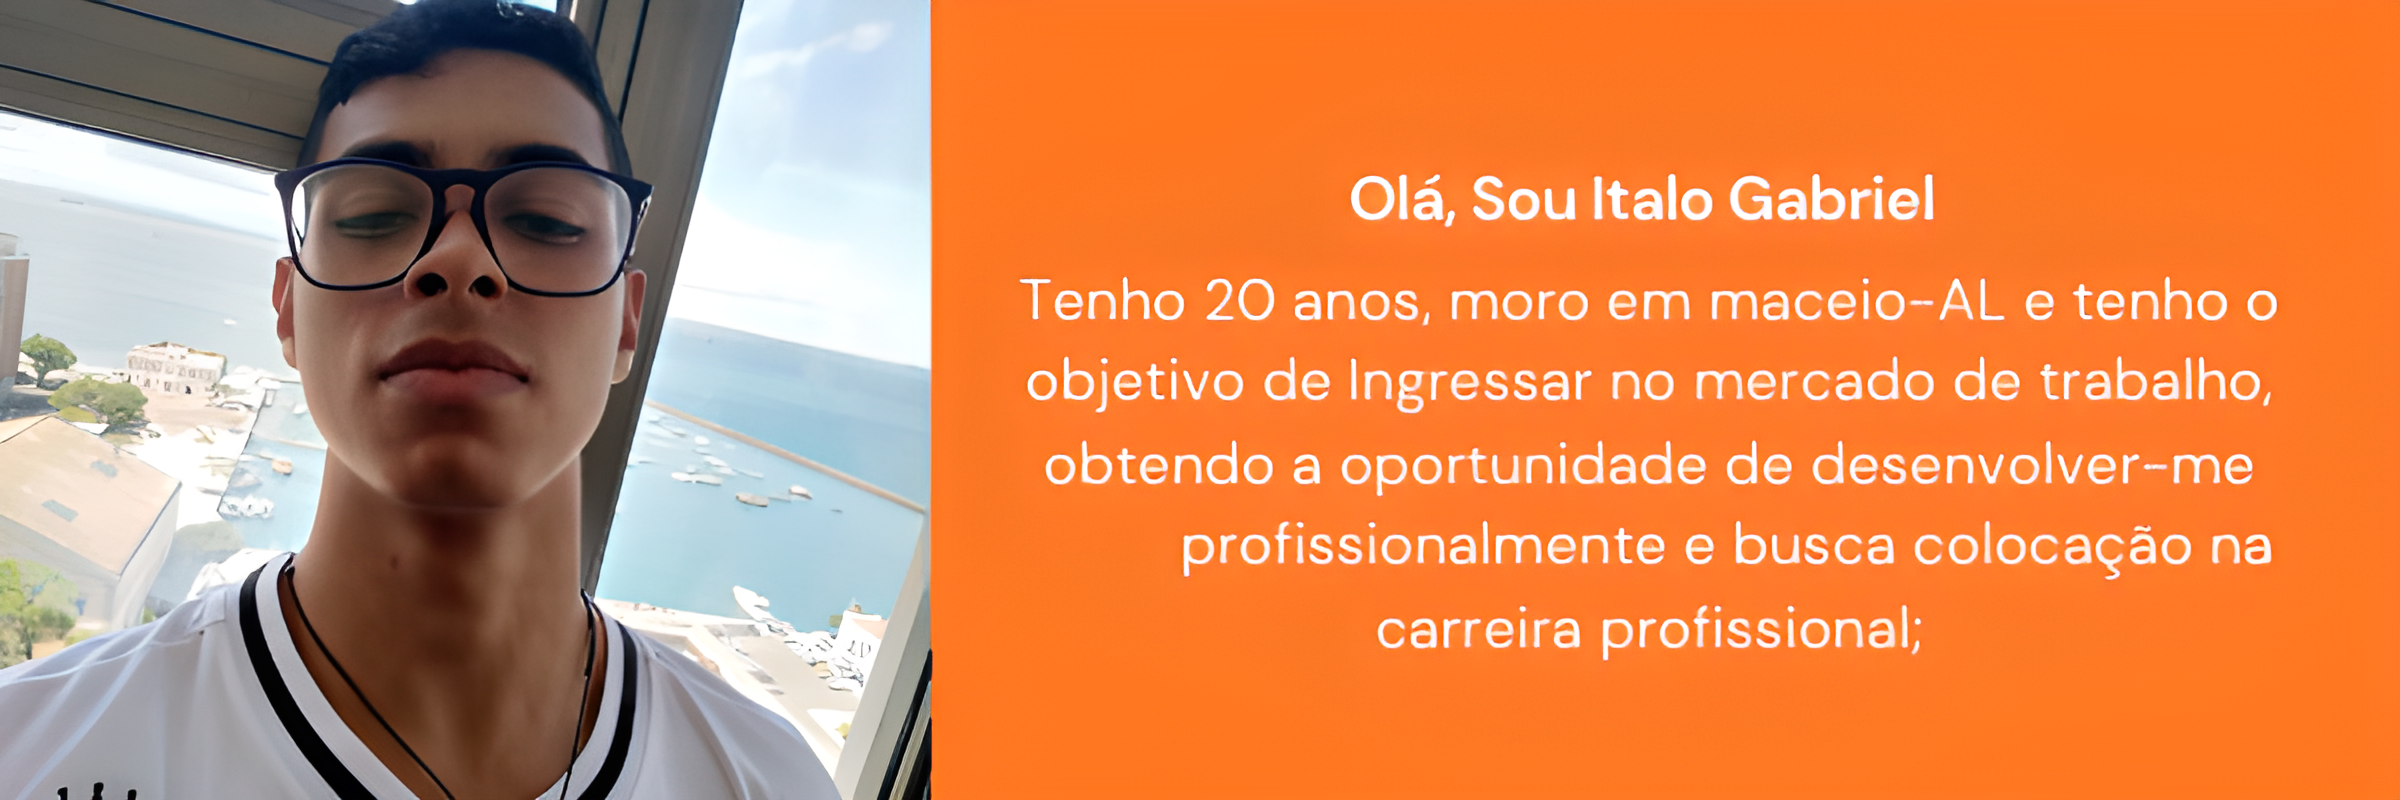 Olá, Sou Italo Gabriel
Tenho 20 anos, moro em maceio-AL e tenho o
objetivo de Ingressar no mercado de trabalho,
obtendo a oportunidade de desenvolver-me
profissionalmente e busca colocação na
carreira profissional;